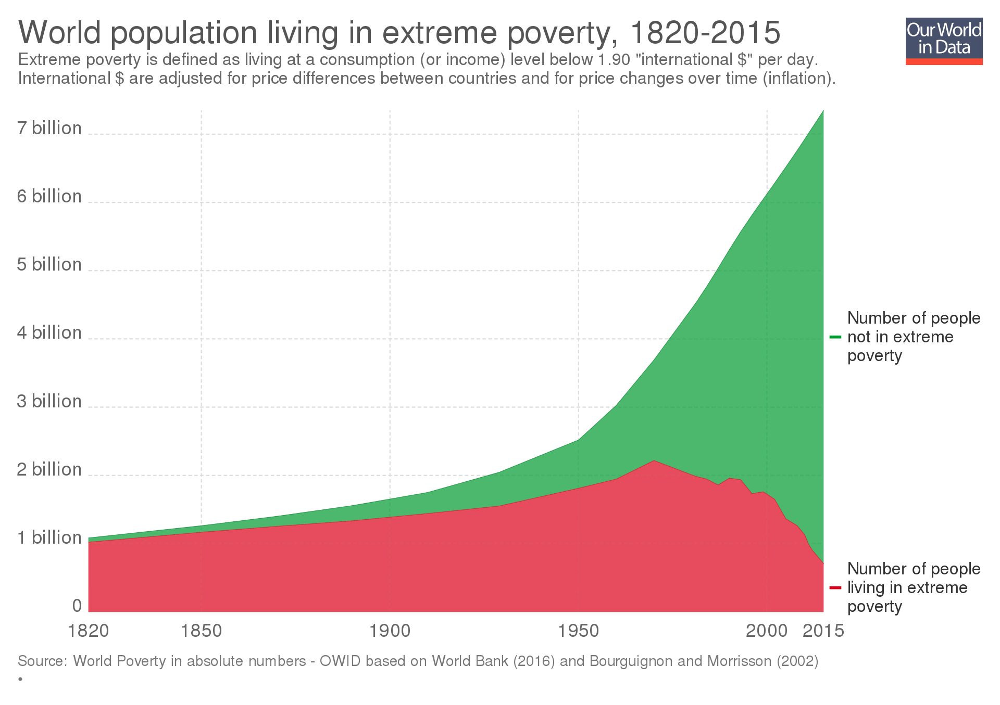 World population living in extreme poverty, 1820-2015
Our World
in Data
Extreme poverty is defined as living at a consumption (or income) level below 1.90 "international $" per day.
International $ are adjusted for price differences between countries and for price changes over time (inflation).
7 billion
6 billion
5 billion
4 billion
3 billion
2 billion
1 billion
0
Number of people
not in extreme
poverty
Number of people
living in extreme
poverty
1820
1850
1900
1950
2000
2015
Source: World Poverty in absolute numbers - OWID based on World Bank (2016) and Bourguignon and Morrisson (2002)
•